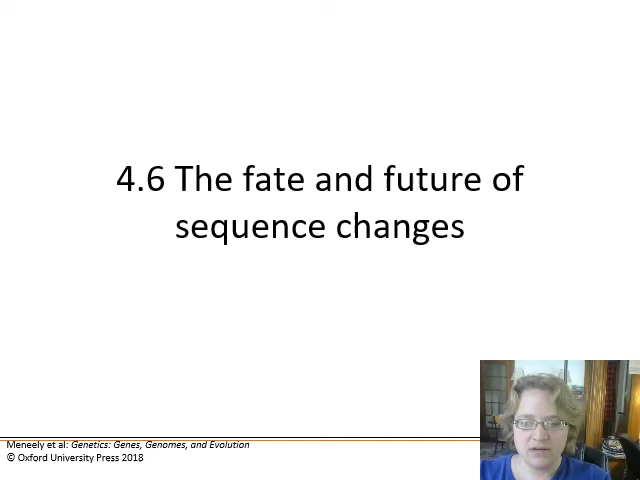 4.6 The fate and future of
sequence changes
Meneely et al: Genetics: Genes, Genomes, and Evolution
© Oxford University Press 2018